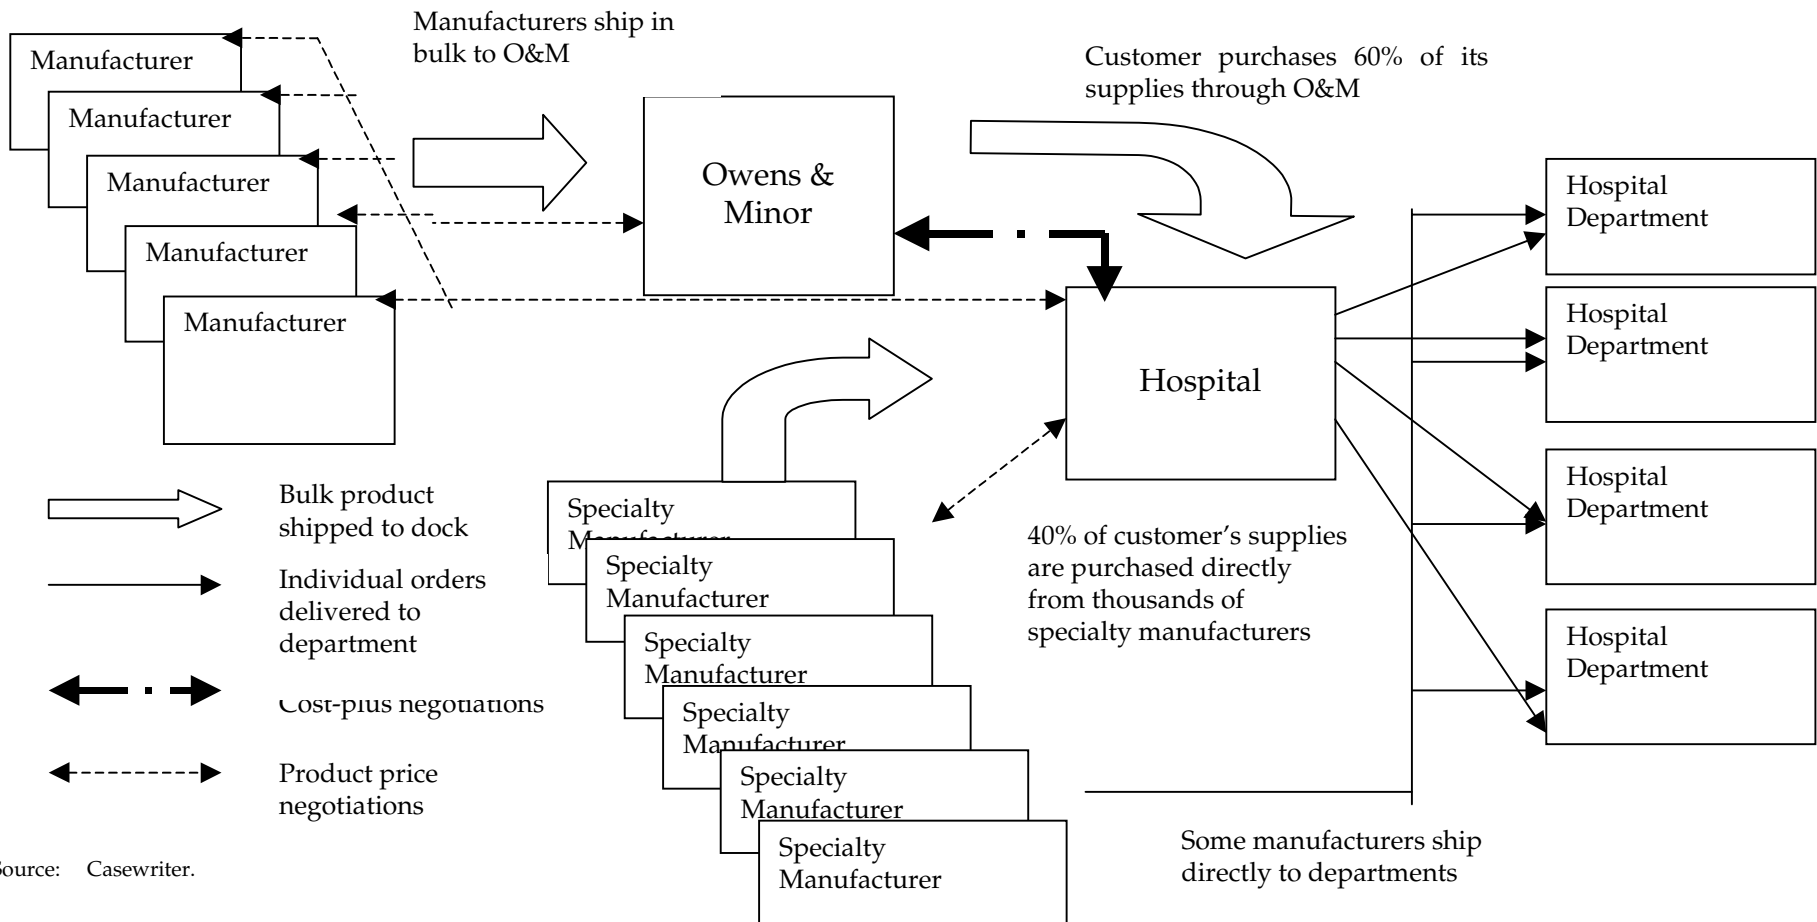 Manufacturers ship in
bulk to O&M
Customer purchases 60% of its
supplies through O&M
Manufacturer
Manufacturer
Manufacturer
Manufacturer
Manufacturer
Owens &
Minor
Hospital
Hospital
Department
Hospital
Department
Hospital
Department
Hospital
Department
Bulk product
shipped to dock
Individual orders
delivered to
department
Cost-plus negotiations
Product price
negotiations
Specialty
Manufacturer
Specialty
Manufacturer
Specialty
Manufacturer
Specialty
Manufacturer
Specialty
Manufacturer
Specialty
Manufacturer
40% of customer’s supplies
are purchased directly
from thousands of
specialty manufacturers
Some manufacturers ship
directly to departments
Source: Casewriter.